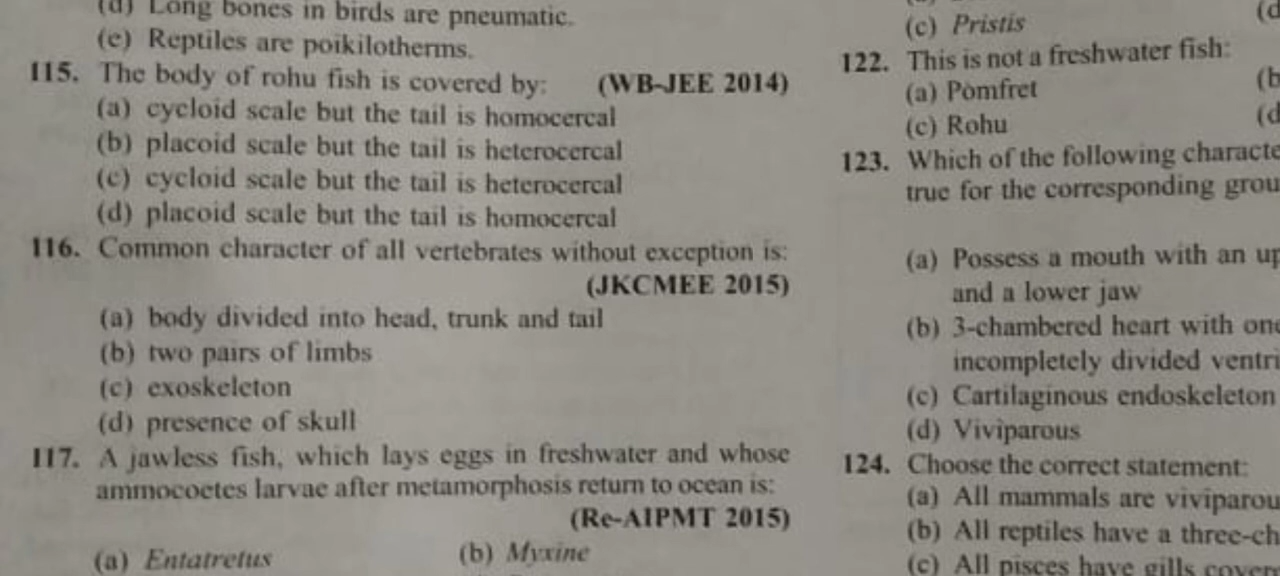 (d) Long bones in birds are pneumatic.
(e) Reptiles are poikilotherms.
115. The body of rohu fish is covered by: (WB-JEE 2014)
(a) cycloid scale but the tail is homocercal
(b) placoid scale but the tail is heterocercal
(c) cycloid scale but the tail is heterocercal
(d) placoid scale but the tail is homocercal
116. Common character of all vertebrates without exception is:
(JKCMEE 2015)
(a) body divided into head, trunk and tail
(b) two pairs of limbs
(c) exoskeleton
(d) presence of skull
117. A jawless fish, which lays eggs in freshwater and whose
ammocoetes larvae after metamorphosis return to ocean is:
(Re-AIPMT 2015)
(a) Entatretus (b) Myxine
(c) Pristis (d
122. This is not a freshwater fish:
(a) Pomfret (b
(c) Rohu (d
123. Which of the following characte
true for the corresponding grou
(a) Possess a mouth with an up
and a lower jaw
(b) 3-chambered heart with one
incompletely divided ventri
(c) Cartilaginous endoskeleton
(d) Viviparous
124. Choose the correct statement:
(a) All mammals are viviparou
(b) All reptiles have a three-ch
(c) All pisces have gills covere